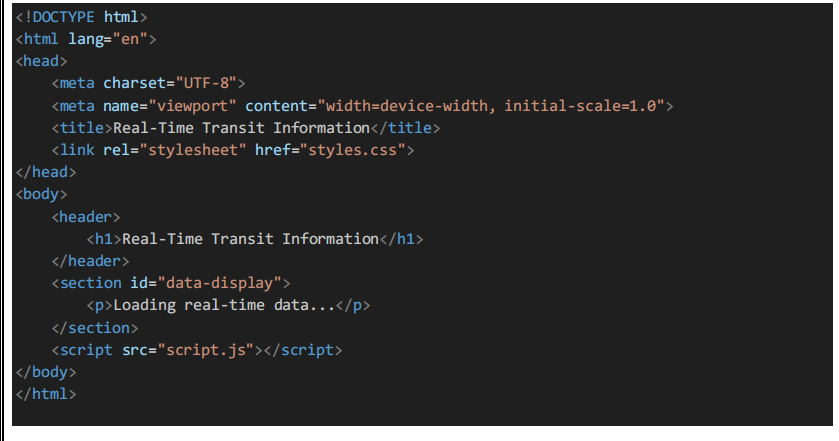 <!DOCTYPE html>
<html lang="en">
<head>
    <meta charset="UTF-8">
    <meta name="viewport" content="width=device-width, initial-scale=1.0">
    <title>Real-Time Transit Information</title>
    <link rel="stylesheet" href="styles.css">
</head>
<body>
    <header>
        <h1>Real-Time Transit Information</h1>
    </header>
    <section id="data-display">
        <p>Loading real-time data...</p>
    </section>
    <script src="script.js"></script>
</body>
</html>